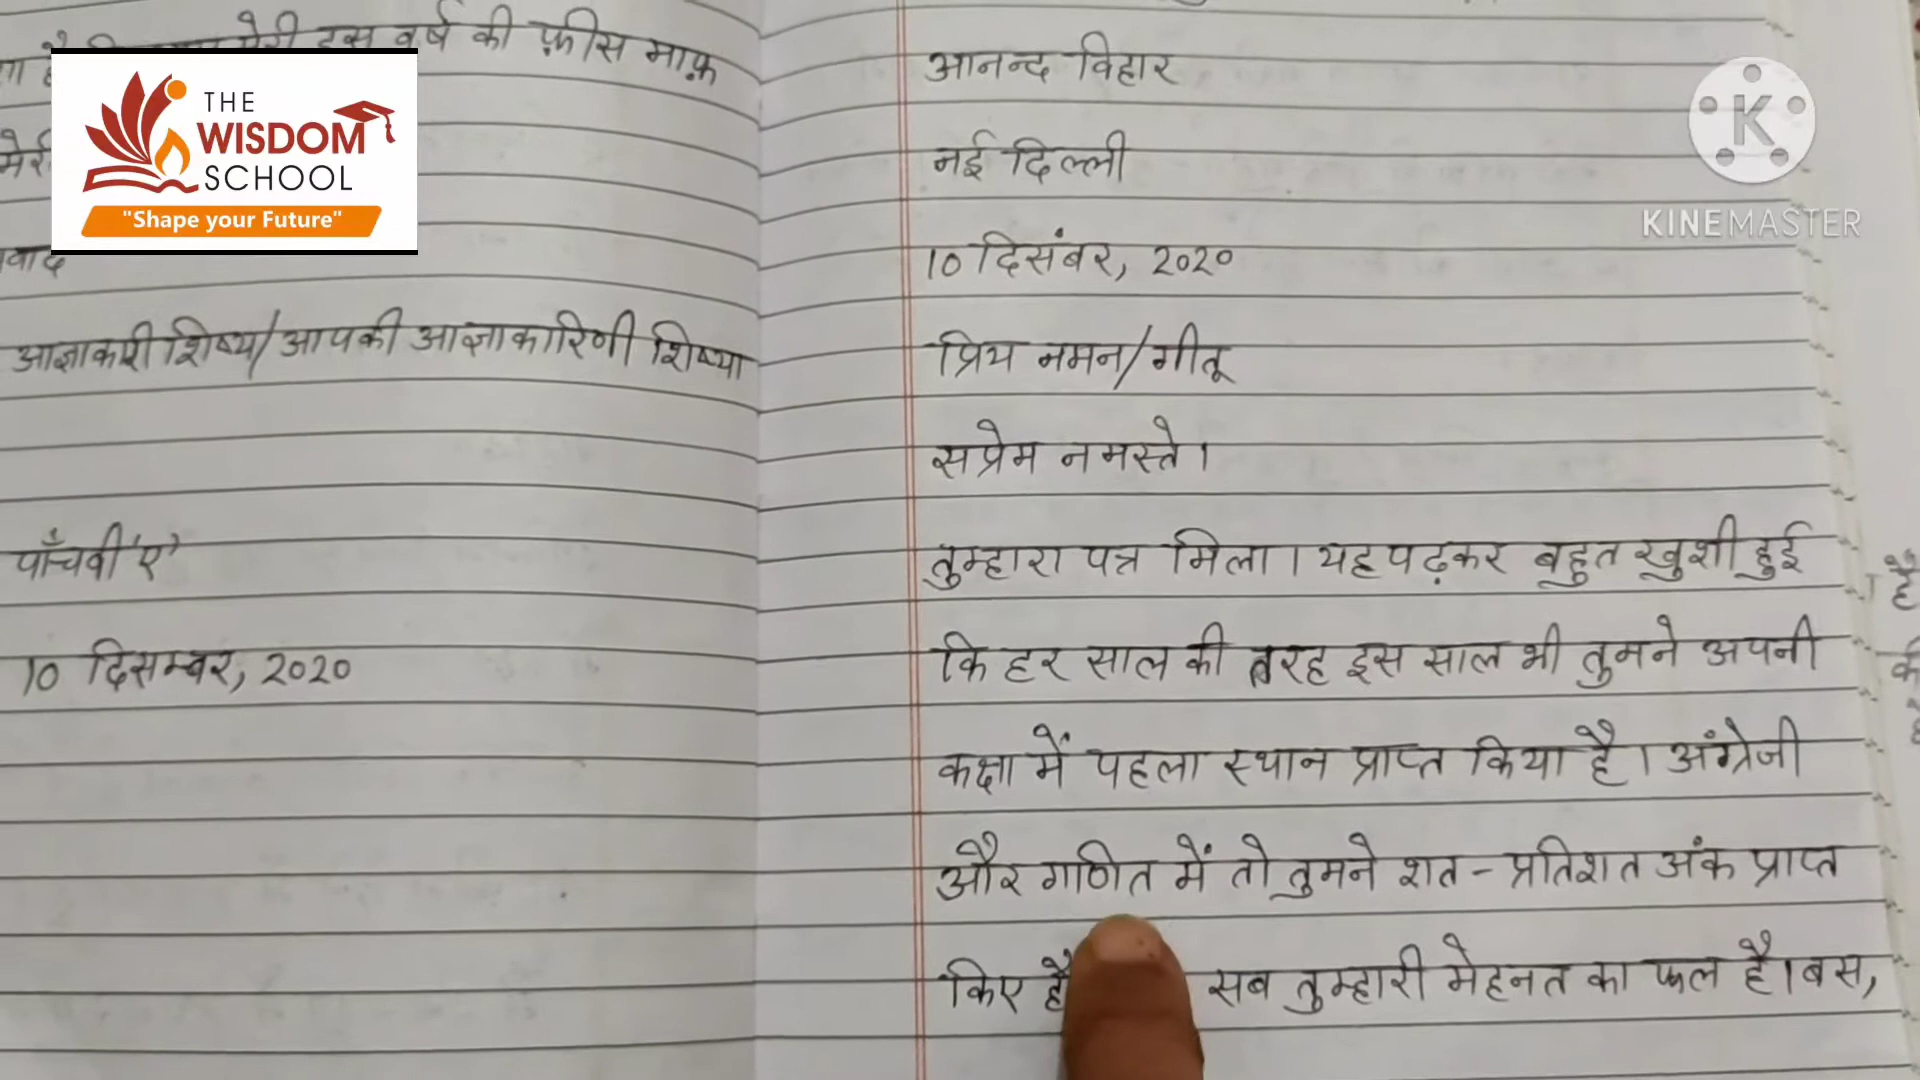 इस वर्ष की फ़ीस माफ़
THE
WISDOM
SCHOOL
"Shape your Future"
आज्ञाकारी शिष्य/आपकी आज्ञाकारिणी शिष्या
पाँचवी 'ए'
10 दिसम्बर, 2020
आनन्द विहार
नई दिल्ली
10 दिसंबर, 2020
प्रिय नमन/गीतू
सप्रेम नमस्ते।
तुम्हारा पत्र मिला। यह पढ़कर बहुत खुशी हुई
कि हर साल की तरह इस साल भी तुमने अपनी
कक्षा में पहला स्थान प्राप्त किया है। अंग्रेजी
और गणित में तो तुमने शत-प्रतिशत अंक प्राप्त
किए सब तुम्हारी मेहनत का फल है। बस,
K
KINEMASTER